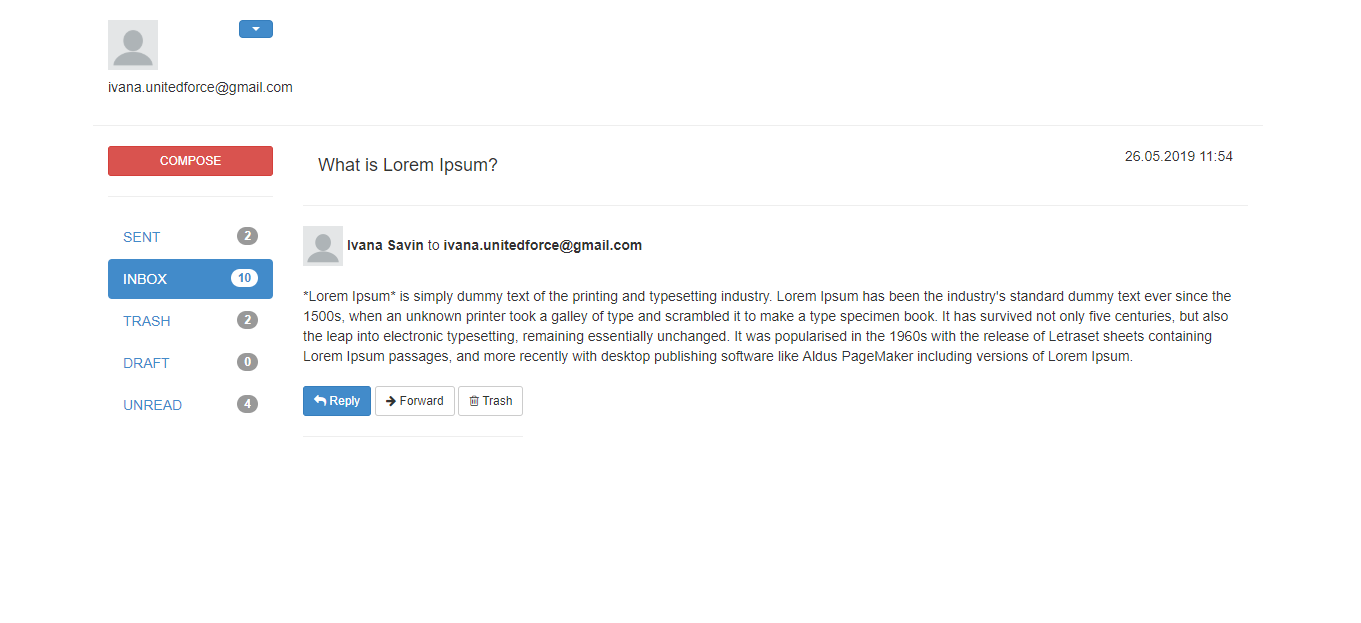 ivana.unitedforce@gmail.com
COMPOSE
What is Lorem Ipsum?
26.05.2019 11:54
SENT 2
INBOX 10
TRASH 2
DRAFT 0
UNREAD 4
Ivana Savin to ivana.unitedforce@gmail.com
*Lorem Ipsum* is simply dummy text of the printing and typesetting industry. Lorem Ipsum has been the industry's standard dummy text ever since the
1500s, when an unknown printer took a galley of type and scrambled it to make a type specimen book. It has survived not only five centuries, but also
the leap into electronic typesetting, remaining essentially unchanged. It was popularised in the 1960s with the release of Letraset sheets containing
Lorem Ipsum passages, and more recently with desktop publishing software like Aldus PageMaker including versions of Lorem Ipsum.
Reply Forward Trash